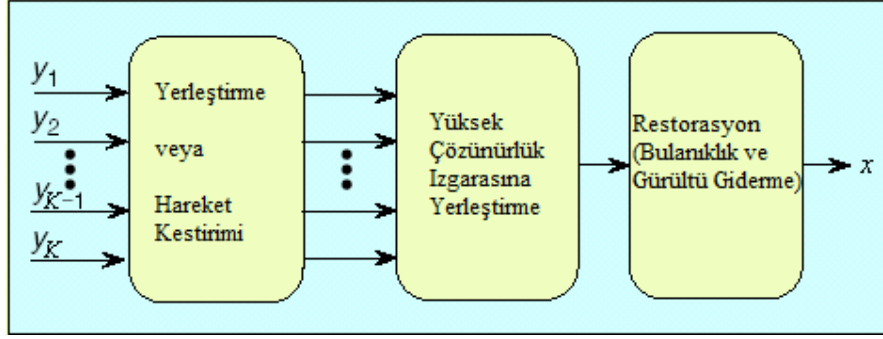 y1
y2
yK-1
yK
Yerleştirme
veya
Hareket
Kestirimi
Yüksek
Çözünürlük
Izgarasına
Yerleştirme
Restorasyon
(Bulanıklık ve
Gürültü Giderme)
x